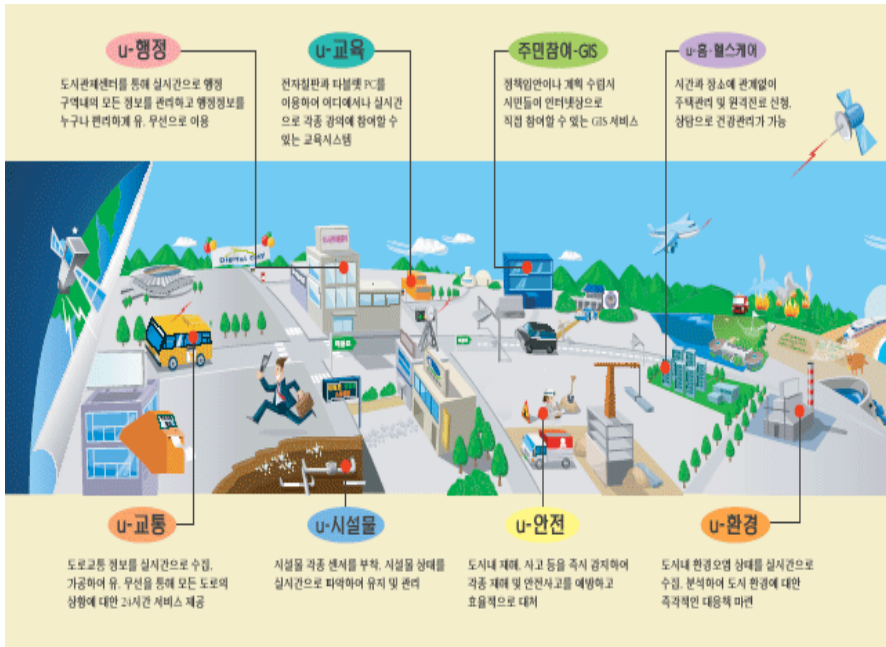 u-행정
도시관제센터를 통해 실시간으로 행정
구역내의 모든 정보를 관리하고 행정정보를
누구나 편리하게 유, 무선으로 이용
u-교육
전자칠판과 타블렛 PC를
이용하여 어디에서나 실시간
으로 각종 강의에 참여할 수
있는 교육시스템
주민참여-GIS
정책입안이나 계획 수립시
시민들이 인터넷상으로
직접 참여할 수 있는 GIS 서비스
u-홈·헬스케어
시간과 장소에 관계없이
주택관리 및 원격진료 신청,
상담으로 건강관리가 가능
Digital City
u-교통
도로교통 정보를 실시간으로 수집,
가공하여 유, 무선을 통해 모든 도로의
상황에 대한 24시간 서비스 제공
u-시설물
시설물 각종 센서를 부착, 시설물 상태를
실시간으로 파악하여 유지 및 관리
u-안전
도시내 재해, 사고 등을 즉시 감지하여
각종 재해 및 안전사고를 예방하고
효율적으로 대처
u-환경
도시내 환경오염 상태를 실시간으로
수집, 분석하여 도시 환경에 대한
즉각적인 대응책 마련